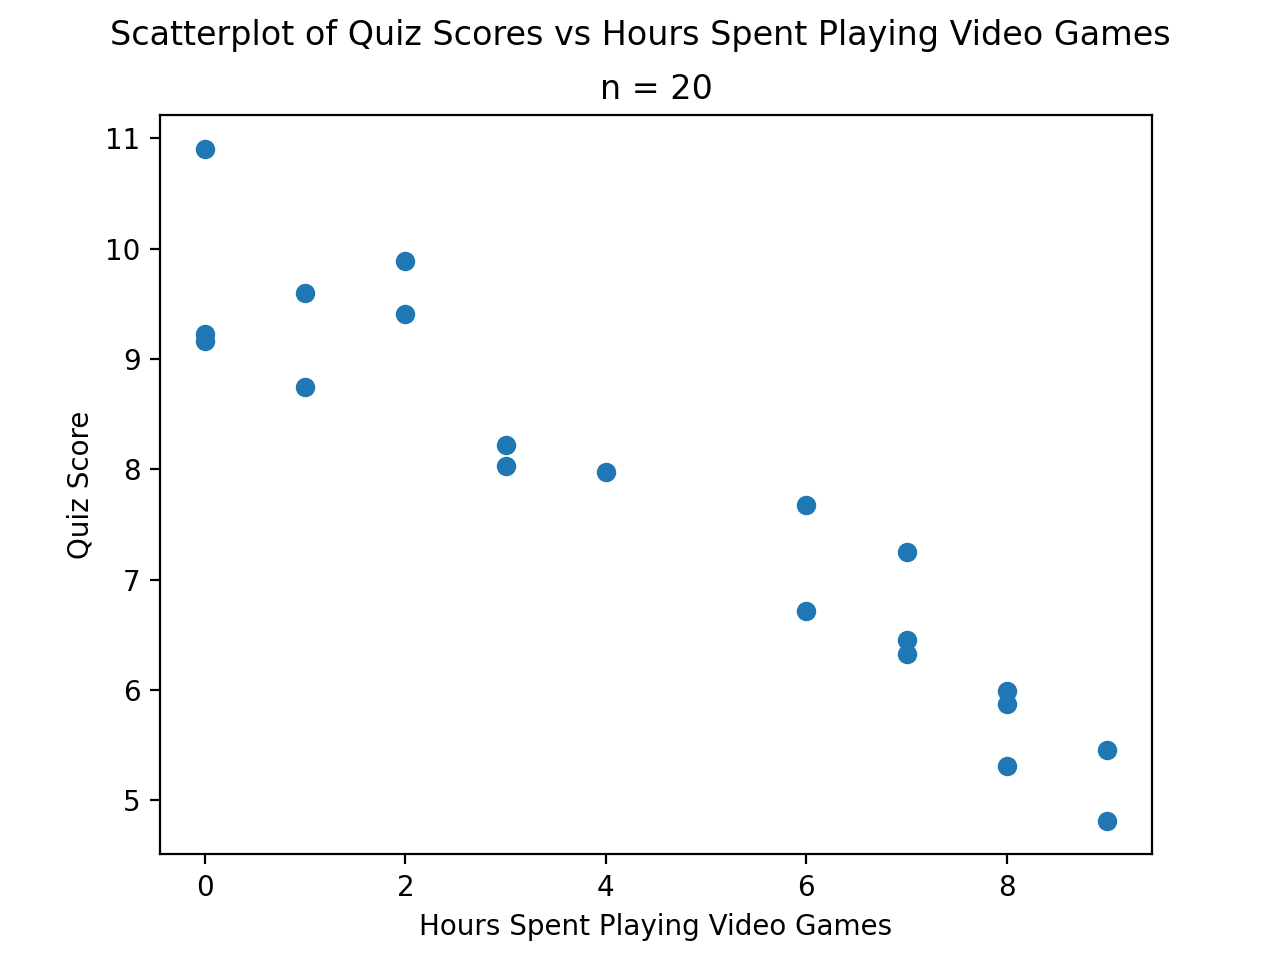 Scatterplot of Quiz Scores vs Hours Spent Playing Video Games
n = 20
11
10
9
8
7
6
5
Quiz Score
0 2 4 6 8
Hours Spent Playing Video Games